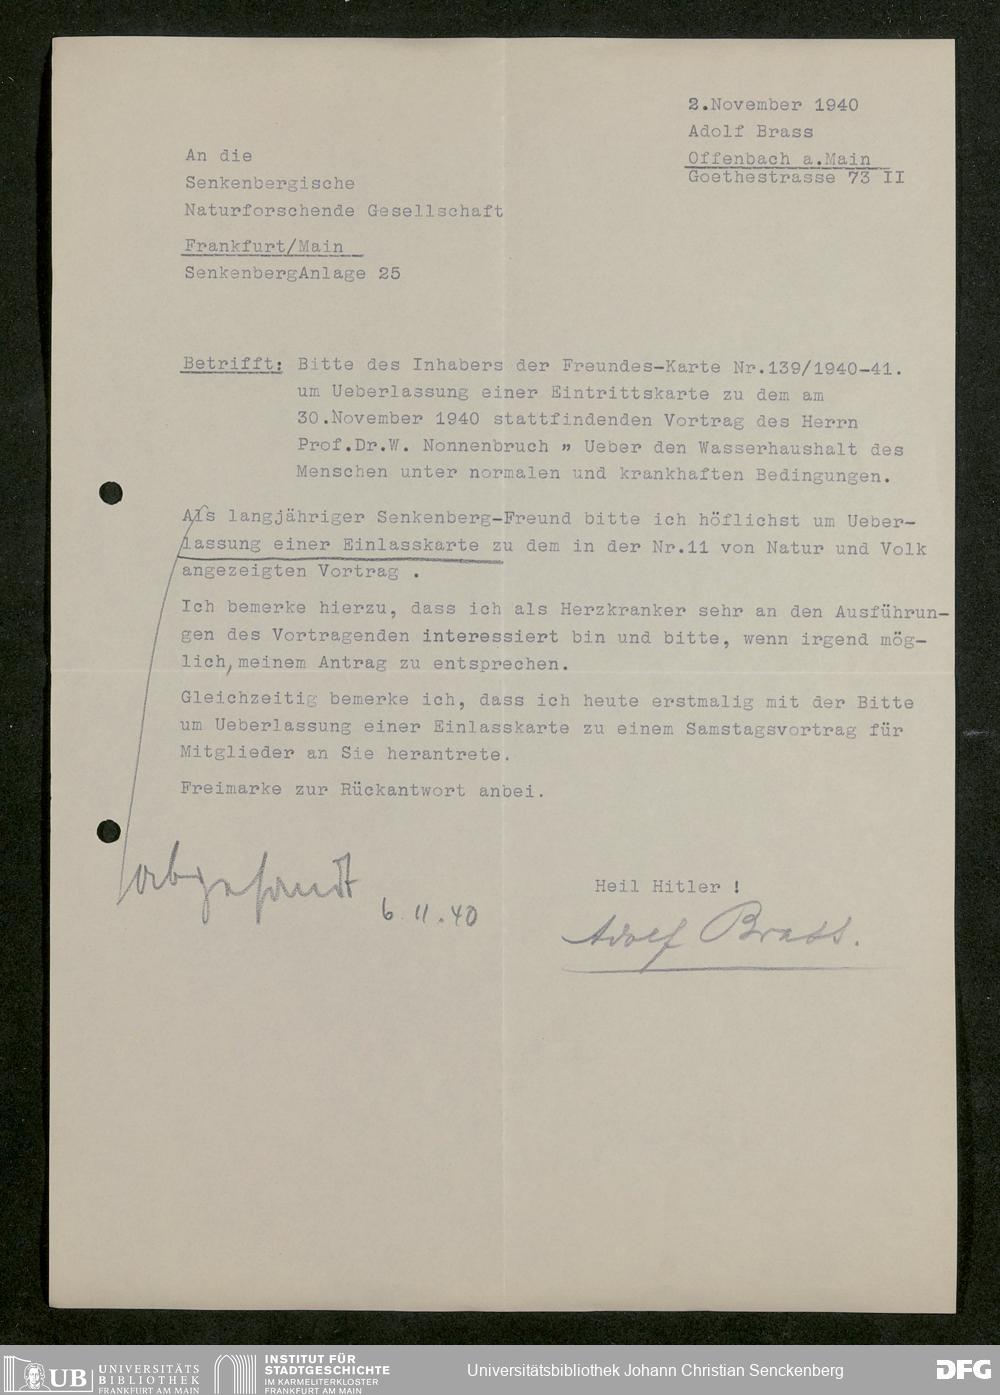 2.November 1940
Adolf Brass
Offenbach a.Main
Goethestrasse 73 II
An die
Senkenbergische
Naturforschende Gesellschaft
Frankfurt/Main
SenkenbergAnlage 25
Betrifft: Bitte des Inhabers der Freundes-Karte Nr.139/1940-41.
um Ueberlassung einer Eintrittskarte zu dem am
30.November 1940 stattfindenden Vortrag des Herrn
Prof.Dr.W. Nonnenbruch „ Ueber den Wasserhaushalt des
Menschen unter normalen und krankhaften Bedingungen.
Als langjähriger Senkenberg-Freund bitte ich höflichst um Ueber-
lassung einer Einlasskarte zu dem in der Nr.11 von Natur und Volk
angezeigten Vortrag .
Ich bemerke hierzu, dass ich als Herzkranker sehr an den Ausführun-
gen des Vortragenden interessiert bin und bitte, wenn irgend mög-
lich, meinem Antrag zu entsprechen.
Gleichzeitig bemerke ich, dass ich heute erstmalig mit der Bitte
um Ueberlassung einer Einlasskarte zu einem Samstagsvortrag für
Mitglieder an Sie herantrete.
Freimarke zur Rückantwort anbei.
abgesandt
6.11.40
Heil Hitler !
Adolf Brass.
UB UNIVERSITÄTS
BIBLIOTHEK
FRANKFURT AM MAIN
INSTITUT FÜR
STADTGESCHICHTE
IM KARMELITERKLOSTER
FRANKFURT AM MAIN
Universitätsbibliothek Johann Christian Senckenberg
DFG